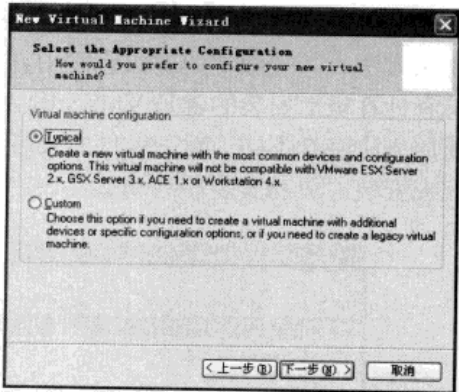 New Virtual Machine Wizard
Select the Appropriate Configuration
How would you prefer to configure your new virtual
machine?
Virtual machine configuration
Typical
Create a new virtual machine with the most common devices and configuration
options. This virtual machine will not be compatible with VMware ESX Server
2.x, GSX Server 3.x, ACE 1.x or Workstation 4.x.
Custom
Choose this option if you need to create a virtual machine with additional
devices or specific configuration options, or if you need to create a legacy virtual
machine.
<上一步(B) 下一步(N)> 取消